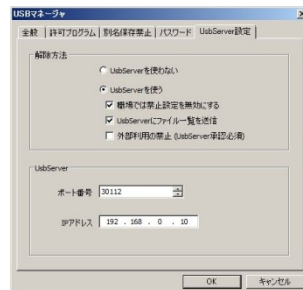 USBマネージャ
全般 許可プログラム 別名保存禁止 パスワード UsbServer設定
解除方法
UsbServerを使わない
UsbServerを使う
職場では禁止設定を無効にする
UsbServerにファイル一覧を送信
外部利用の禁止 (UsbServer承認必須)
UsbServer
ポート番号 30112
IPアドレス 192 . 168 . 0 . 10
OK キャンセル